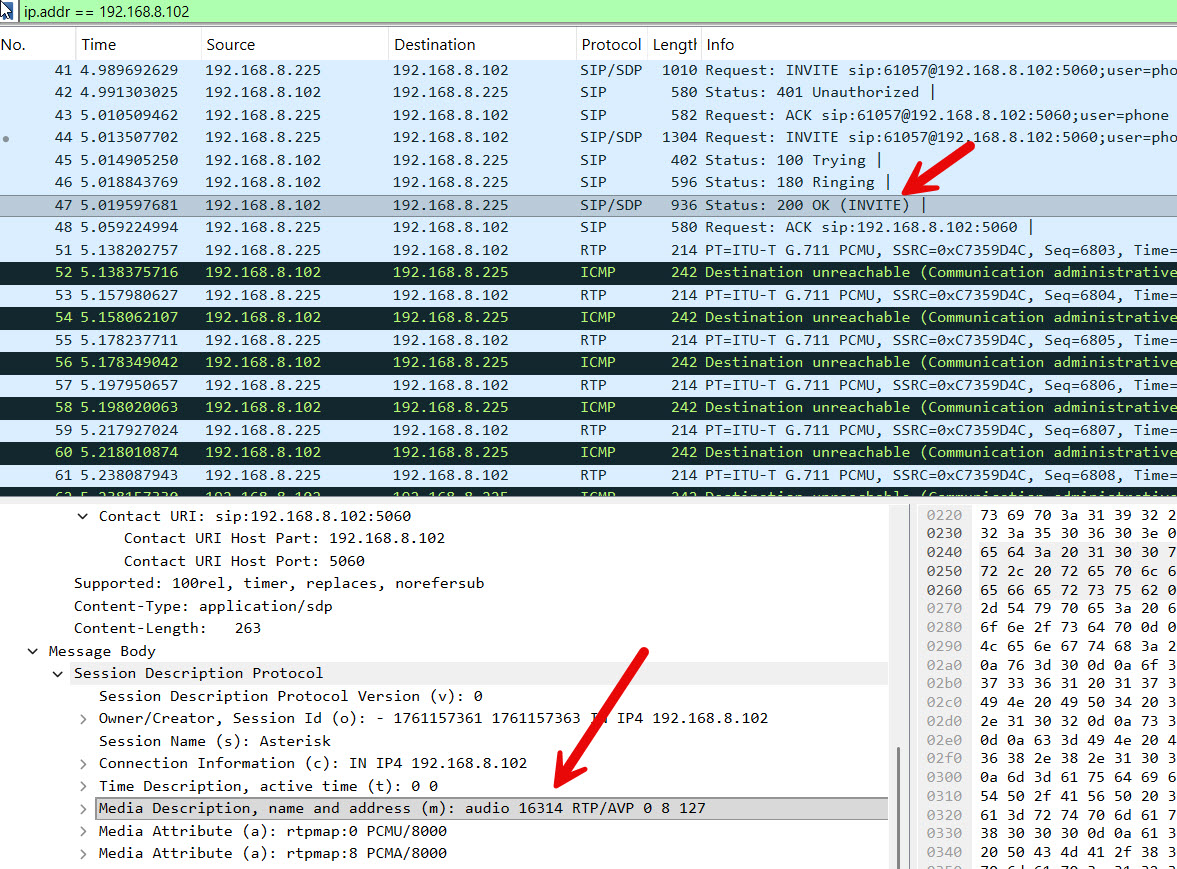 ip.addr == 192.168.8.102
No. Time Source Destination Protocol Length Info
41 4.989692629 192.168.8.225 192.168.8.102 SIP/SDP 1010 Request: INVITE sip:61057@192.168.8.102:5060;user=pho
42 4.991303025 192.168.8.102 192.168.8.225 SIP 580 Status: 401 Unauthorized |
43 5.010509462 192.168.8.225 192.168.8.102 SIP 582 Request: ACK sip:61057@192.168.8.102:5060;user=phone
44 5.013507702 192.168.8.225 192.168.8.102 SIP/SDP 1304 Request: INVITE sip:61057@192.168.8.102:5060;user=pho
45 5.014905250 192.168.8.102 192.168.8.225 SIP 402 Status: 100 Trying |
46 5.018843769 192.168.8.102 192.168.8.225 SIP 596 Status: 180 Ringing |
47 5.019597681 192.168.8.102 192.168.8.225 SIP/SDP 936 Status: 200 OK (INVITE) |
48 5.059224994 192.168.8.225 192.168.8.102 SIP 580 Request: ACK sip:192.168.8.102:5060 |
51 5.138202757 192.168.8.225 192.168.8.102 RTP 214 PT=ITU-T G.711 PCMU, SSRC=0xC7359D4C, Seq=6803, Time=
52 5.138375716 192.168.8.102 192.168.8.225 ICMP 242 Destination unreachable (Communication administrative
53 5.157980627 192.168.8.225 192.168.8.102 RTP 214 PT=ITU-T G.711 PCMU, SSRC=0xC7359D4C, Seq=6804, Time=
54 5.158062107 192.168.8.102 192.168.8.225 ICMP 242 Destination unreachable (Communication administrative
55 5.178237711 192.168.8.225 192.168.8.102 RTP 214 PT=ITU-T G.711 PCMU, SSRC=0xC7359D4C, Seq=6805, Time=
56 5.178349042 192.168.8.102 192.168.8.225 ICMP 242 Destination unreachable (Communication administrative
57 5.197950657 192.168.8.225 192.168.8.102 RTP 214 PT=ITU-T G.711 PCMU, SSRC=0xC7359D4C, Seq=6806, Time=
58 5.198020063 192.168.8.102 192.168.8.225 ICMP 242 Destination unreachable (Communication administrative
59 5.217927024 192.168.8.225 192.168.8.102 RTP 214 PT=ITU-T G.711 PCMU, SSRC=0xC7359D4C, Seq=6807, Time=
60 5.218010874 192.168.8.102 192.168.8.225 ICMP 242 Destination unreachable (Communication administrative
61 5.238087943 192.168.8.225 192.168.8.102 RTP 214 PT=ITU-T G.711 PCMU, SSRC=0xC7359D4C, Seq=6808, Time=
Contact URI: sip:192.168.8.102:5060
Contact URI Host Part: 192.168.8.102
Contact URI Host Port: 5060
Supported: 100rel, timer, replaces, norefersub
Content-Type: application/sdp
Content-Length: 263
Message Body
Session Description Protocol
Session Description Protocol Version (v): 0
Owner/Creator, Session Id (o): - 1761157361 1761157363 IN IP4 192.168.8.102
Session Name (s): Asterisk
Connection Information (c): IN IP4 192.168.8.102
Time Description, active time (t): 0 0
Media Description, name and address (m): audio 16314 RTP/AVP 0 8 127
Media Attribute (a): rtpmap:0 PCMU/8000
Media Attribute (a): rtpmap:8 PCMA/8000
0220 73 69 70 3a 31 39 32 2
0230 32 3a 35 30 36 30 3e 0
0240 65 64 3a 20 31 30 30 7
0250 72 2c 20 72 65 70 6c 6
0260 65 66 65 72 73 75 62 0
0270 2d 54 79 70 65 3a 20 6
0280 6f 6e 2f 73 64 70 0d 0
0290 4c 65 6e 67 74 68 3a 2
02a0 0a 76 3d 30 0d 0a 6f 3
02b0 37 33 36 31 20 31 37 3
02c0 49 4e 20 49 50 34 20 3
02d0 2e 31 30 32 0d 0a 73 3
02e0 0d 0a 63 3d 49 4e 20 4
02f0 36 38 2e 38 2e 31 30 3
0300 0a 6d 3d 61 75 64 69 6
0310 54 50 2f 41 56 50 20 3
0320 61 3d 72 74 70 6d 61 7
0330 38 30 30 30 0d 0a 61 3
0340 20 50 43 4d 41 2f 38 3